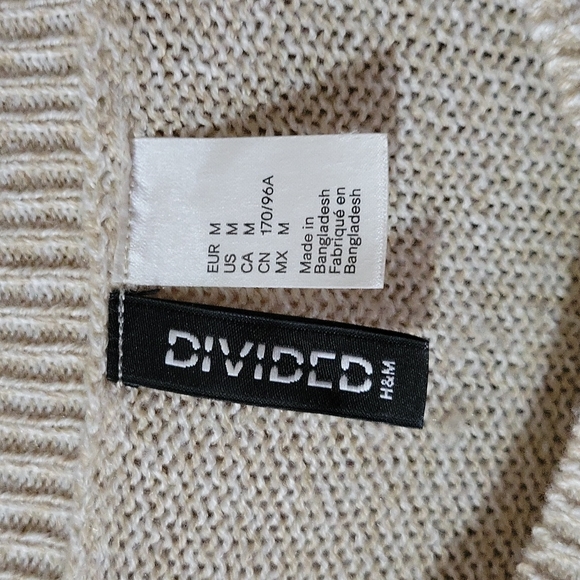 EUR M
US M
CA M
CN 170/96A
MX M
Made in
Bangladesh
Fabriqué en
Bangladesh
DIVIDED
H&M